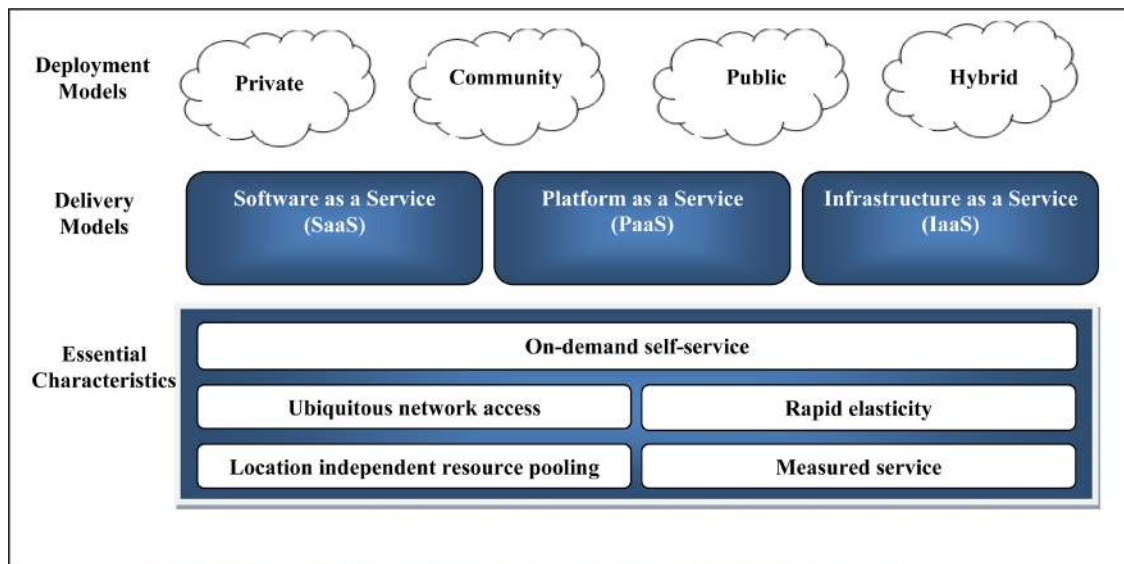 Deployment
Models
Private
Community
Public
Hybrid
Delivery
Models
Software as a Service
(SaaS)
Platform as a Service
(PaaS)
Infrastructure as a Service
(IaaS)
Essential
Characteristics
On-demand self-service
Ubiquitous network access
Rapid elasticity
Location independent resource pooling
Measured service